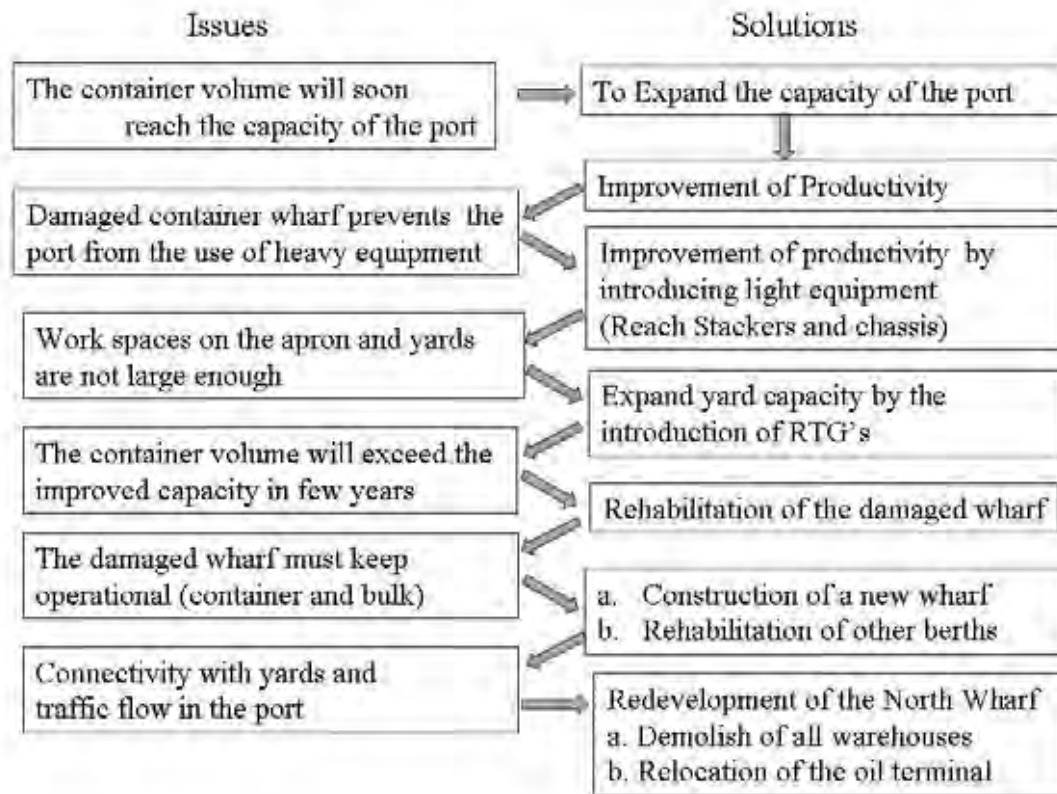 Issues
Solutions
The container volume will soon
reach the capacity of the port
To Expand the capacity of the port
Improvement of Productivity
Damaged container wharf prevents the
port from the use of heavy equipment
Improvement of productivity by
introducing light equipment
(Reach Stackers and chassis)
Work spaces on the apron and yards
are not large enough
Expand yard capacity by the
introduction of RTG's
The container volume will exceed the
improved capacity in few years
Rehabilitation of the damaged wharf
The damaged wharf must keep
operational (container and bulk)
a. Construction of a new wharf
b. Rehabilitation of other berths
Connectivity with yards and
traffic flow in the port
Redevelopment of the North Wharf
a. Demolish of all warehouses
b. Relocation of the oil terminal